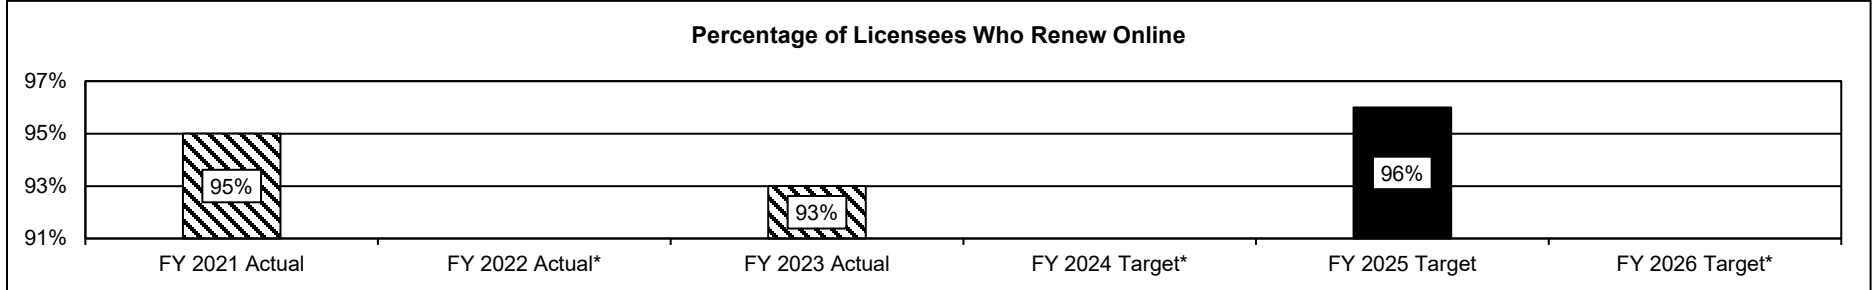 Percentage of Licensees Who Renew Online
97%
95%
93%
91%
95%
93%
96%
FY 2021 Actual
FY 2022 Actual*
FY 2023 Actual
FY 2024 Target*
FY 2025 Target
FY 2026 Target*